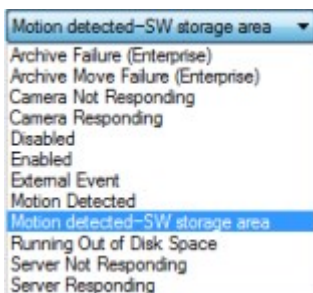 Motion detected–SW storage area
Archive Failure (Enterprise)
Archive Move Failure (Enterprise)
Camera Not Responding
Camera Responding
Disabled
Enabled
External Event
Motion Detected
Motion detected–SW storage area
Running Out of Disk Space
Server Not Responding
Server Responding